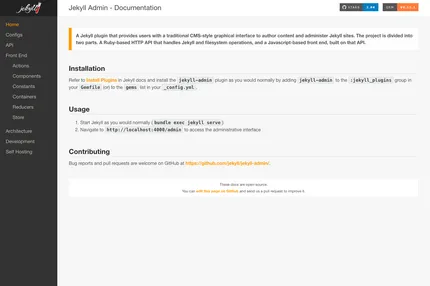 jekyll
Jekyll Admin - Documentation
Home
Configs
API
Front End
Actions
Components
Constants
Containers
Reducers
Store
Architecture
Development
Self Hosting
A Jekyll plugin that provides users with a traditional CMS-style graphical interface to author content and administer Jekyll sites. The project is divided into
two parts. A Ruby-based HTTP API that handles Jekyll and filesystem operations, and a Javascript-based front end, built on that API.
Installation
Refer to Install Plugins in Jekyll docs and install the jekyll-admin plugin as you would normally by adding jekyll-admin to the :jekyll_plugins group in
your Gemfile (or) to the gems list in your _config.yml.
Usage
1. Start Jekyll as you would normally ( bundle exec jekyll serve )
2. Navigate to http://localhost:4000/admin to access the administrative interface
Contributing
Bug reports and pull requests are welcome on GitHub at https://github.com/jekyll/jekyll-admin/.
These docs are open source.
You can edit this page on GitHub and send us a pull request to improve it.